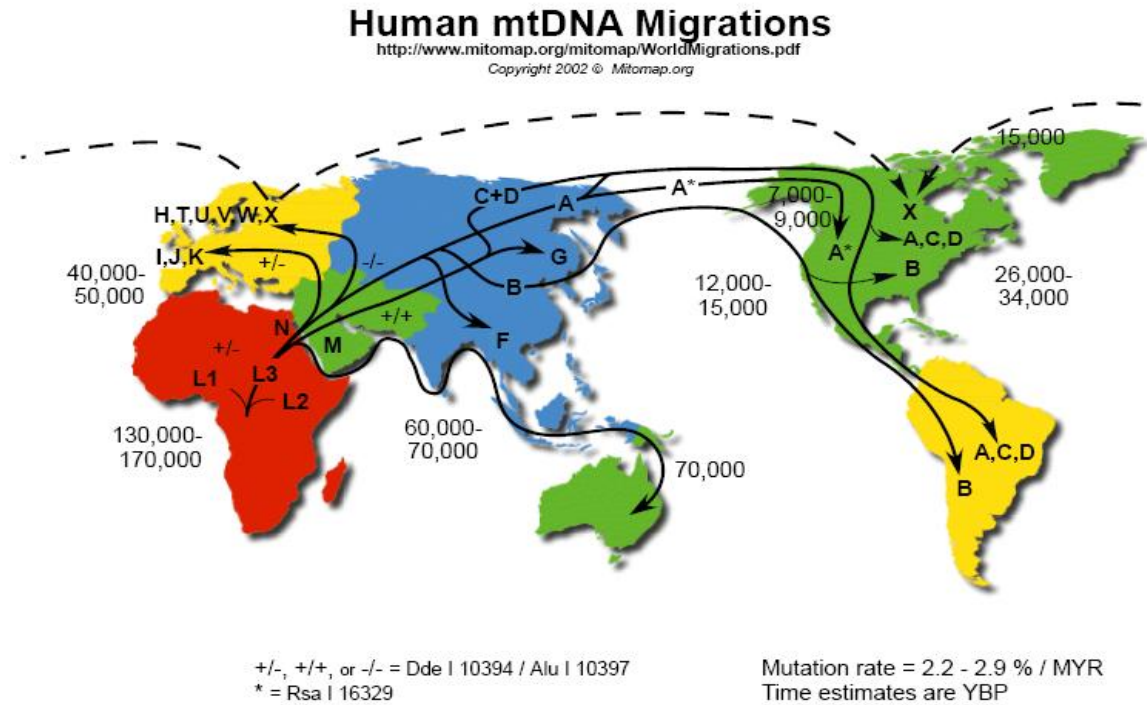 Human mtDNA Migrations
http://www.mitomap.org/mitomap/WorldMigrations.pdf
Copyright 2002 © Mitomap.org
15,000
C+D
A
A*
7,000-
9,000
X
H,T,U,V,W,X
A*
A,C,D
I,J,K
+/-
-/-
G
B
B
40,000-
50,000
12,000-
15,000
26,000-
34,000
N
+/+
F
+/-
M
L1
L3
L2
130,000-
170,000
60,000-
70,000
70,000
A,C,D
B
+/-, +/+, or -/- = Dde I 10394 / Alu I 10397
* = Rsa I 16329
Mutation rate = 2.2 - 2.9 % / MYR
Time estimates are YBP